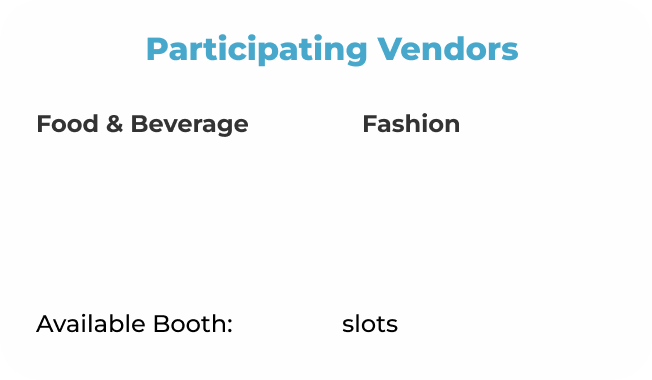 Participating Vendors
Food & Beverage Fashion
Available Booth: slots